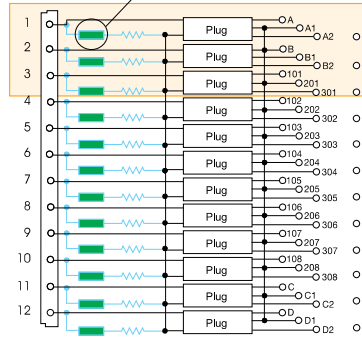 1 Plug A
A1
A2
2 Plug B
B1
B2
3 Plug 101
201
301
4 Plug 102
202
302
5 Plug 103
203
303
6 Plug 104
204
304
7 Plug 105
205
305
8 Plug 106
206
306
9 Plug 107
207
307
10 Plug 108
208
308
11 Plug C
C1
C2
12 Plug D
D1
D2